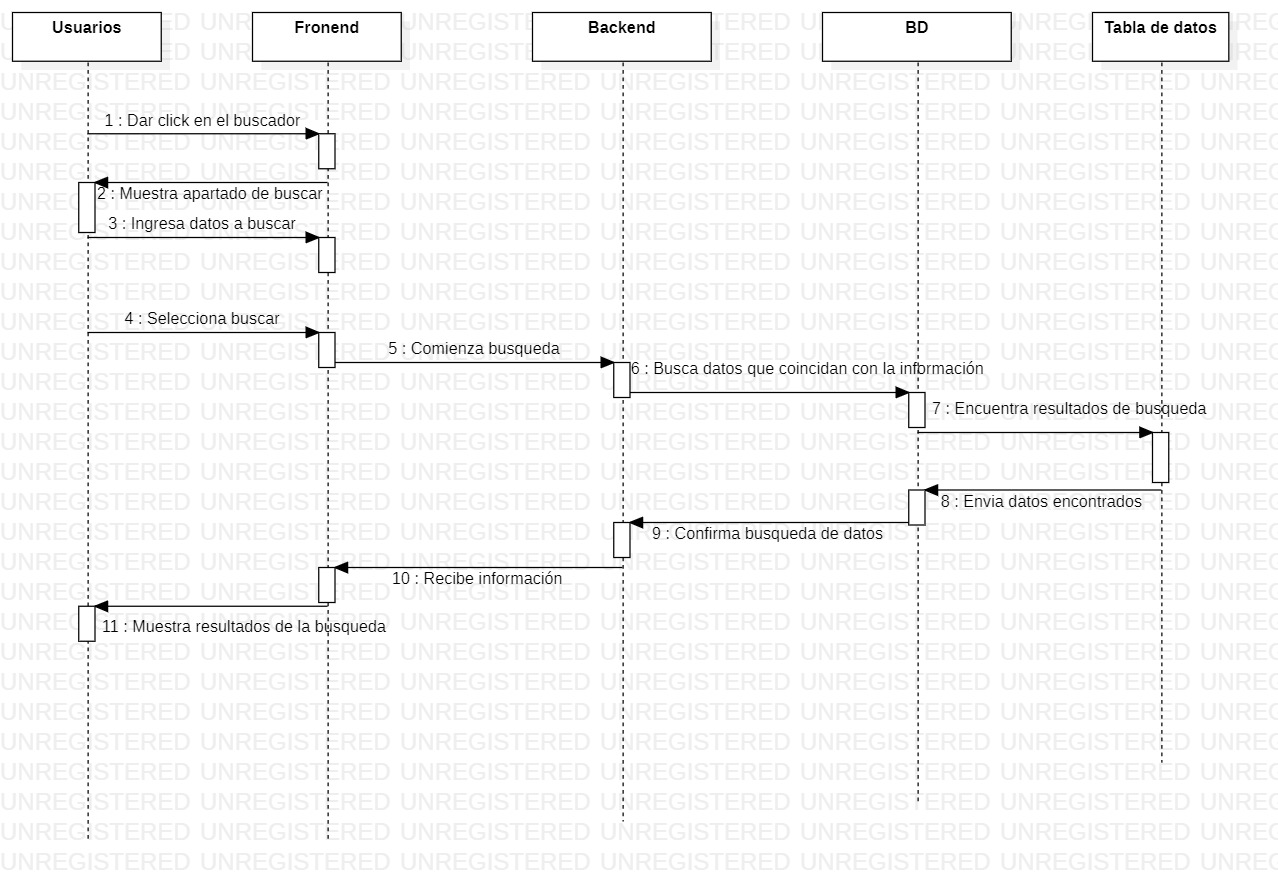 Usuarios
Fronend
Backend
BD
Tabla de datos
1 : Dar click en el buscador
2 : Muestra apartado de buscar
3 : Ingresa datos a buscar
4 : Selecciona buscar
5 : Comienza busqueda
6 : Busca datos que coincidan con la información
7 : Encuentra resultados de busqueda
8 : Envia datos encontrados
9 : Confirma busqueda de datos
10 : Recibe información
11 : Muestra resultados de la busqueda
UNREGISTERED